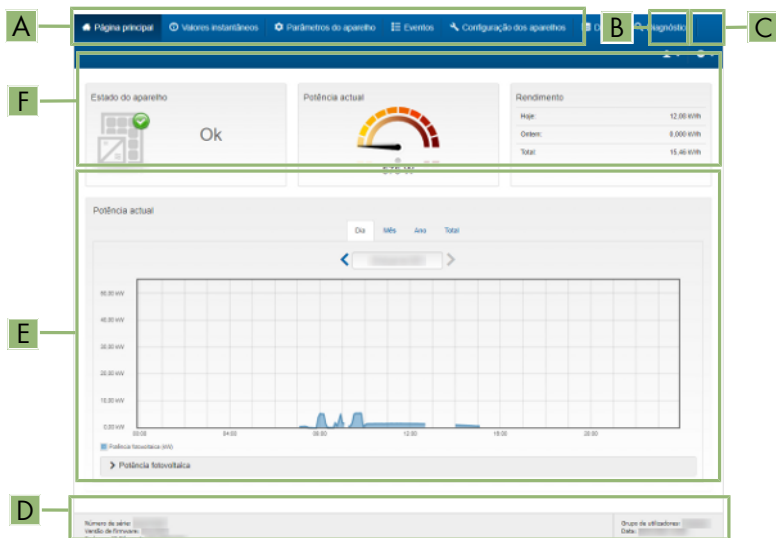 A
Página principal
Valores instantâneos
Parâmetros do aparelho
Eventos
Configuração dos aparelhos
B
Diagnóstico
C
F
Estado do aparelho
Ok
Potência actual
Rendimento
Hoje: 12,00 kWh
Ontem: 0,000 kWh
Total: 15,46 kWh
E
Potência actual
Dia Mês Ano Total
50.00 kW
40.00 kW
30.00 kW
20.00 kW
10.00 kW
0.00 kW
00:00 04:00 08:00 12:00 16:00 20:00
Potência fotovoltaica (kW)
Potência fotovoltaica
D
Número de série:
Versão de firmware:
Grupo de utilizadores:
Data: